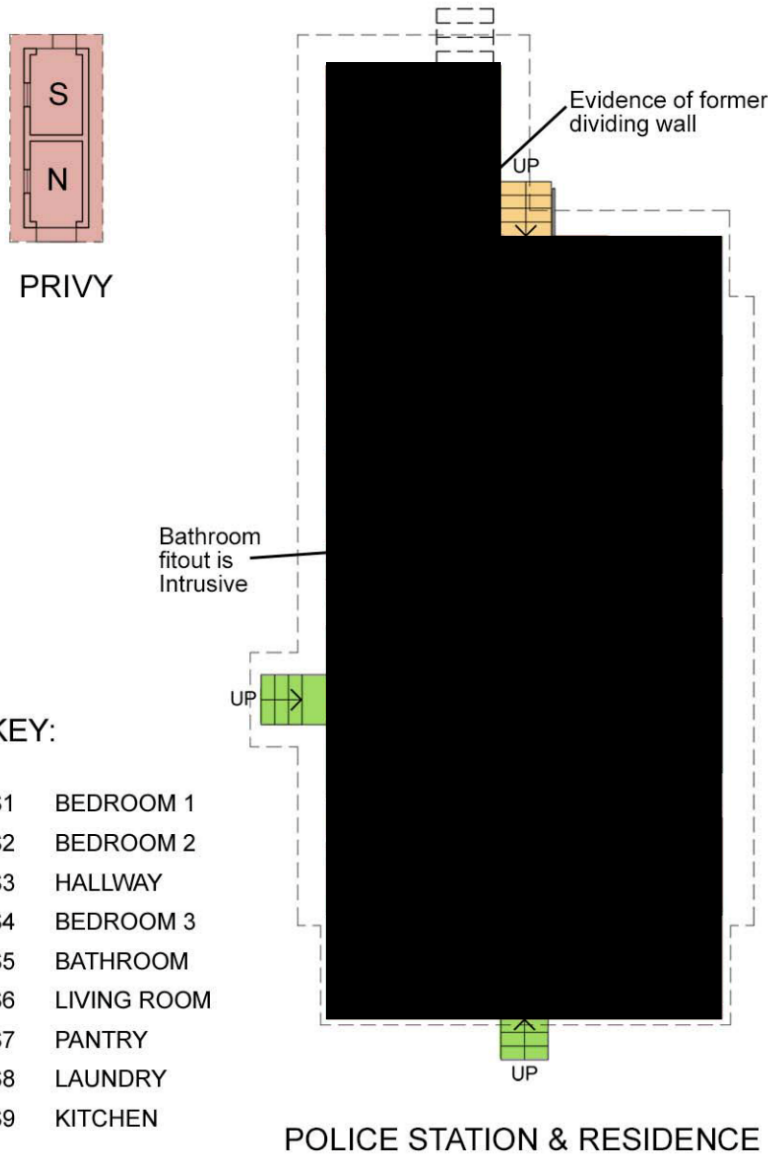 S
N
PRIVY
Evidence of former
dividing wall
UP
Bathroom
fitout is
Intrusive
UP
KEY:
BEDROOM 1
BEDROOM 2
HALLWAY
BEDROOM 3
BATHROOM
LIVING ROOM
PANTRY
LAUNDRY
KITCHEN
UP
POLICE STATION & RESIDENCE